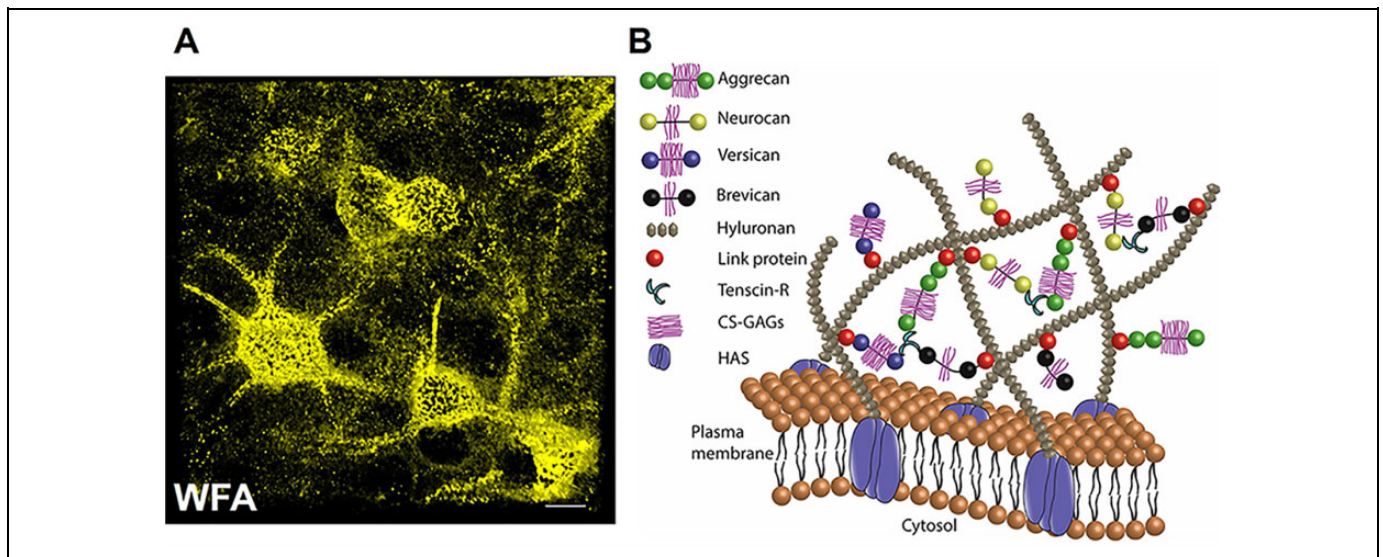 A
WFA
B
Aggrecan
Neurocan
Versican
Brevican
Hyluronan
Link protein
Tenscin-R
CS-GAGs
HAS
Plasma
membrane
Cytosol